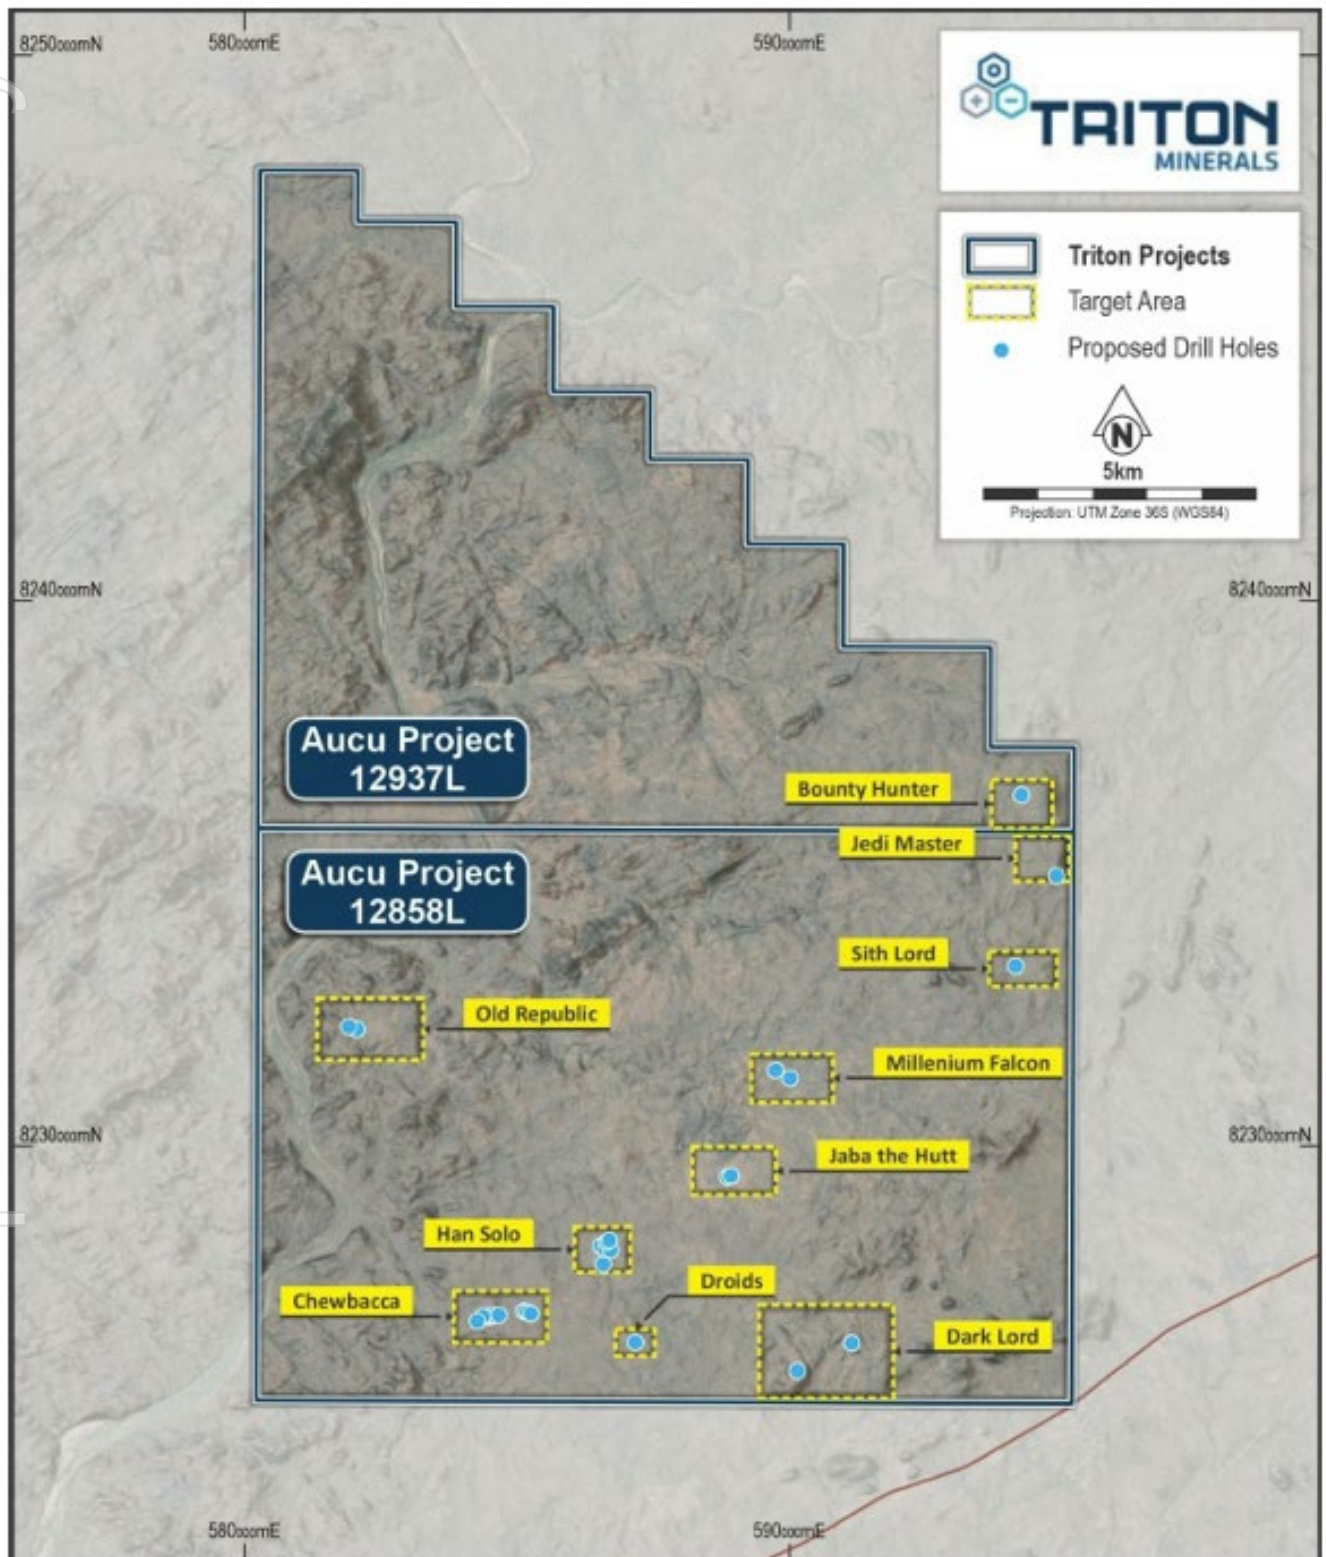 8250000mN
580000mE
590000mE
TRITON
MINERALS
Triton Projects
Target Area
Proposed Drill Holes
N
5km
Projection: UTM Zone 36S (WGS84)
8240000mN
8240000mN
Aucu Project
12937L
Bounty Hunter
Jedi Master
Aucu Project
12858L
Sith Lord
Old Republic
Millenium Falcon
8230000mN
8230000mN
Jaba the Hutt
Han Solo
Droids
Chewbacca
Dark Lord
580000mE
590000mE